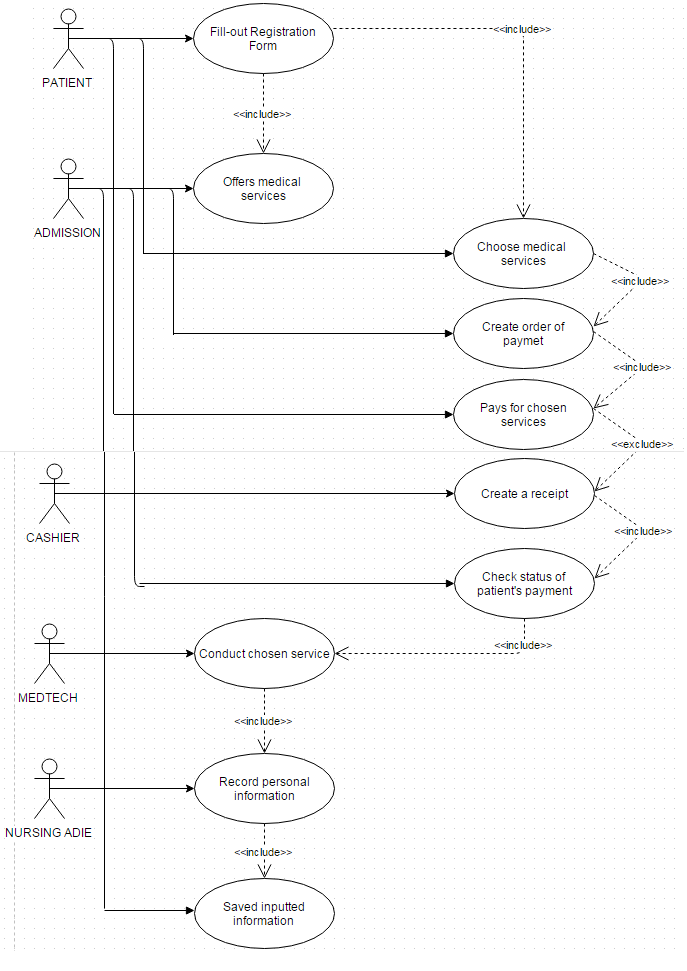 Fill-out Registration
Form
<<include>>
PATIENT
<<include>>
Offers medical
services
ADMISSION
Choose medical
services
<<include>>
Create order of
paymet
<<include>>
Pays for chosen
services
<<exclude>>
Create a receipt
CASHIER
<<include>>
Check status of
patient's payment
<<include>>
Conduct chosen service
MEDTECH
<<include>>
Record personal
information
NURSING ADIE
<<include>>
Saved inputted
information